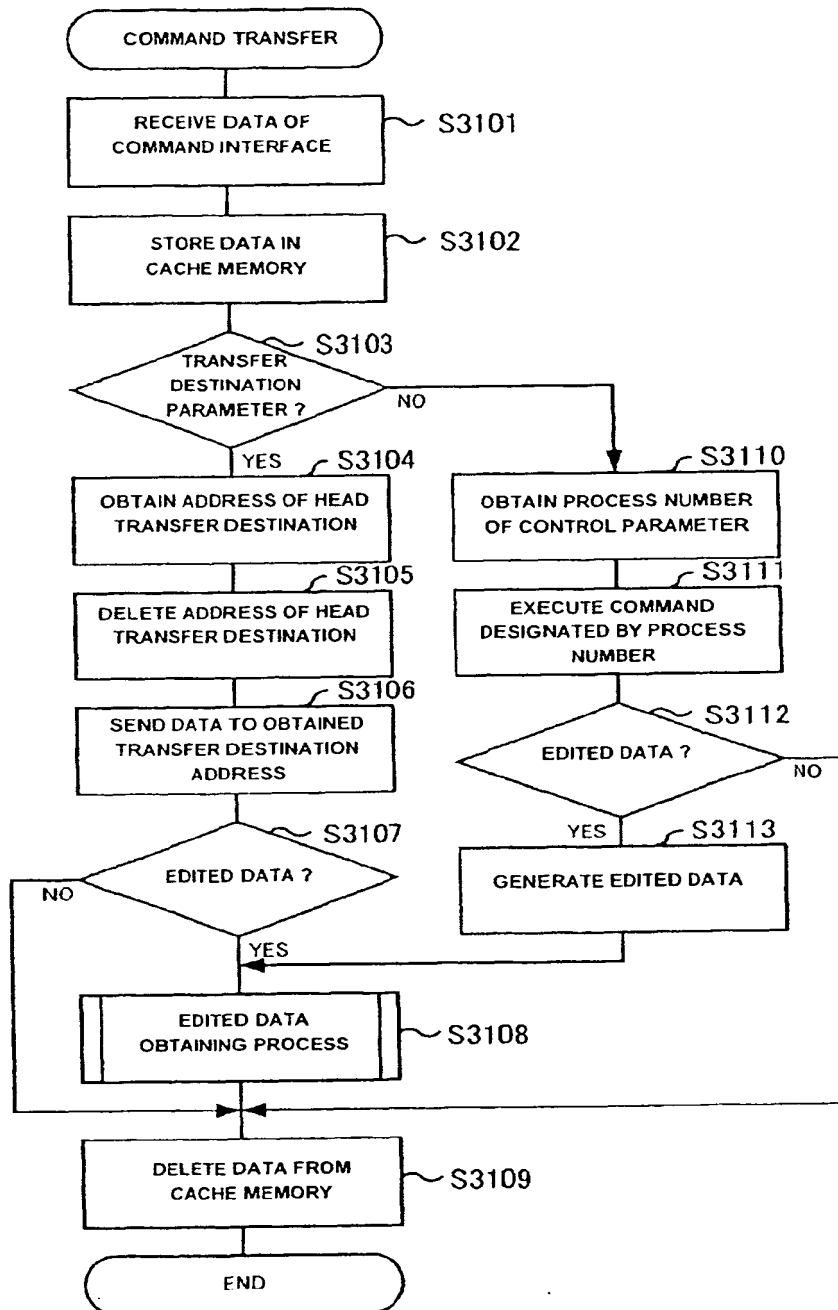 COMMAND TRANSFER
RECEIVE DATA OF
COMMAND INTERFACE
S3101
STORE DATA IN
CACHE MEMORY
S3102
S3103
TRANSFER
DESTINATION
PARAMETER ?
NO
YES
S3104
OBTAIN ADDRESS OF HEAD
TRANSFER DESTINATION
S3105
DELETE ADDRESS OF HEAD
TRANSFER DESTINATION
S3106
SEND DATA TO OBTAINED
TRANSFER DESTINATION
ADDRESS
S3107
EDITED DATA ?
NO
YES
S3110
OBTAIN PROCESS NUMBER
OF CONTROL PARAMETER
S3111
EXECUTE COMMAND
DESIGNATED BY PROCESS
NUMBER
S3112
EDITED DATA ?
NO
YES
S3113
GENERATE EDITED DATA
EDITED DATA
OBTAINING PROCESS
S3108
DELETE DATA FROM
CACHE MEMORY
S3109
END